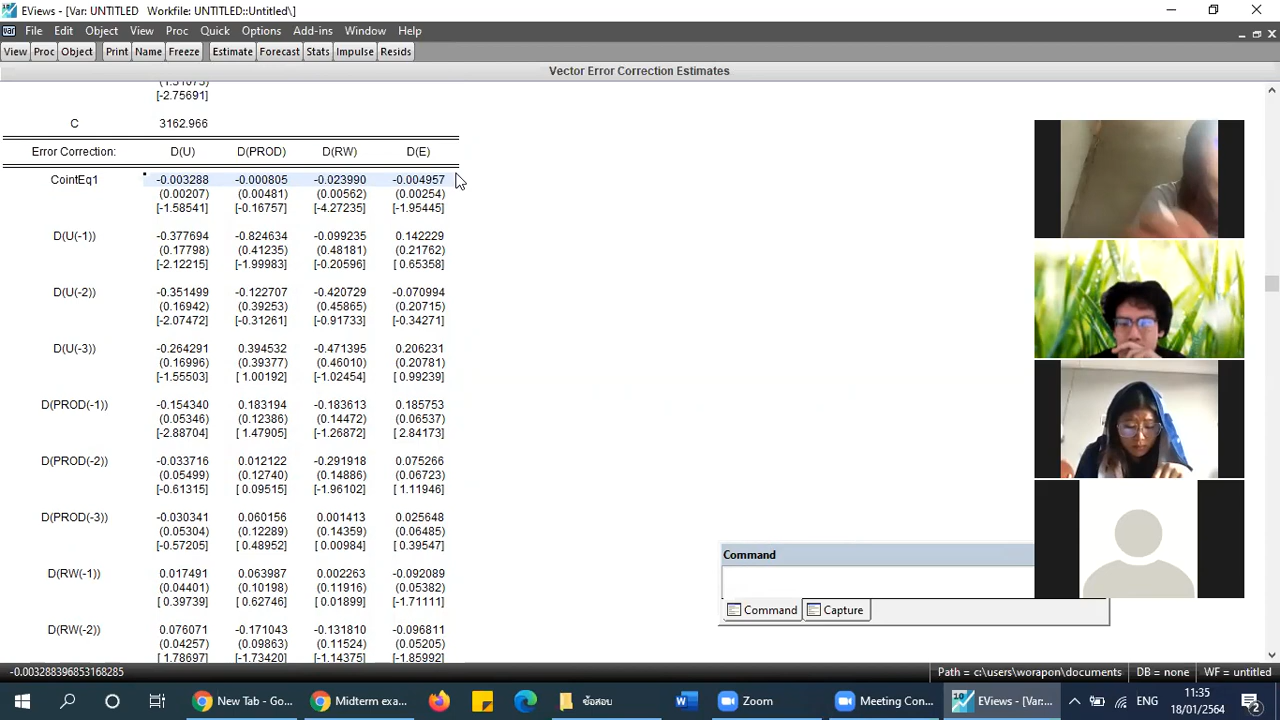 EViews - [Var: UNTITLED   Workfile: UNTITLED::Untitled\]
File Edit Object View Proc Quick Options Add-ins Window Help
View Proc Object Print Name Freeze Estimate Forecast Stats Impulse Resids
Vector Error Correction Estimates
[-2.75691]
C 3162.966
Error Correction: D(U) D(PROD) D(RW) D(E)
CointEq1 -0.003288 -0.000805 -0.023990 -0.004957
(0.00207) (0.00481) (0.00562) (0.00254)
[-1.58541] [-0.16757] [-4.27235] [-1.95445]
D(U(-1)) -0.377694 -0.824634 -0.099235 0.142229
(0.17798) (0.41235) (0.48181) (0.21762)
[-2.12215] [-1.99983] [-0.20596] [ 0.65358]
D(U(-2)) -0.351499 -0.122707 -0.420729 -0.070994
(0.16942) (0.39253) (0.45865) (0.20715)
[-2.07472] [-0.31261] [-0.91733] [-0.34271]
D(U(-3)) -0.264291 0.394532 -0.471395 0.206231
(0.16996) (0.39377) (0.46010) (0.20781)
[-1.55503] [ 1.00192] [-1.02454] [ 0.99239]
D(PROD(-1)) -0.154340 0.183194 -0.183613 0.185753
(0.05346) (0.12386) (0.14472) (0.06537)
[-2.88704] [ 1.47905] [-1.26872] [ 2.84173]
D(PROD(-2)) -0.033716 0.012122 -0.291918 0.075266
(0.05499) (0.12740) (0.14886) (0.06723)
[-0.61315] [ 0.09515] [-1.96102] [ 1.11946]
D(PROD(-3)) -0.030341 0.060156 0.001413 0.025648
(0.05304) (0.12289) (0.14359) (0.06485)
[-0.57205] [ 0.48952] [ 0.00984] [ 0.39547]
D(RW(-1)) 0.017491 0.063987 0.002263 -0.092089
(0.04401) (0.10198) (0.11916) (0.05382)
[ 0.39739] [ 0.62746] [ 0.01899] [-1.71111]
D(RW(-2)) 0.076071 -0.171043 -0.131810 -0.096811
(0.04257) (0.09863) (0.11524) (0.05205)
[ 1.78697] [-1.73420] [-1.14375] [-1.85992]
Command
Command Capture
-0.003288396853168285 Path = c:\users\worapon\documents DB = none WF = untitled
New Tab - Go... Midterm exa... ข้อสอบ Zoom Meeting Con... EViews - [Var:... ENG 11:35
18/01/2564
2